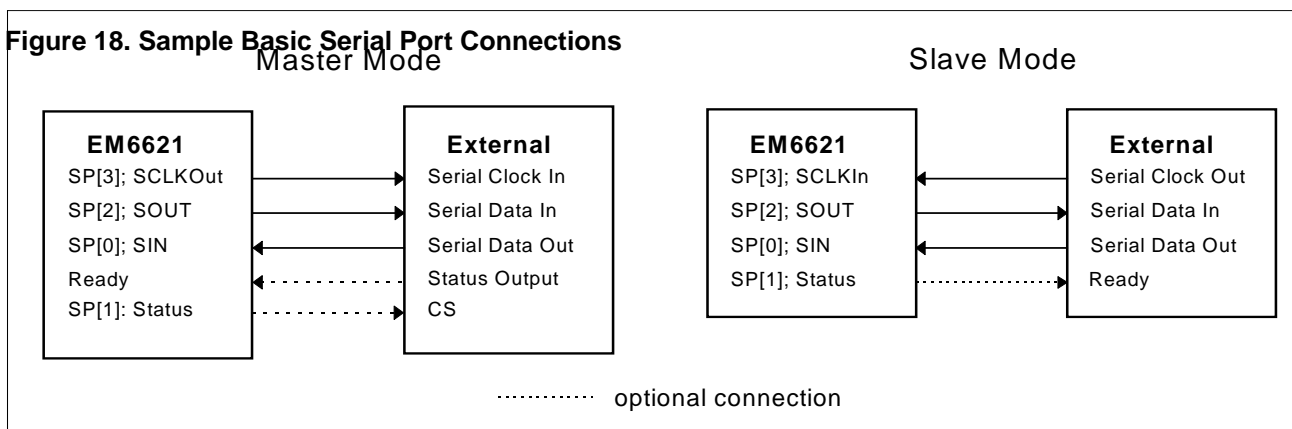 Figure 18. Sample Basic Serial Port Connections
Master Mode
EM6621
SP[3]; SCLKOut
SP[2]; SOUT
SP[0]; SIN
Ready
SP[1]: Status
External
Serial Clock In
Serial Data In
Serial Data Out
Status Output
CS
Slave Mode
EM6621
SP[3]; SCLKIn
SP[2]; SOUT
SP[0]; SIN
SP[1]; Status
External
Serial Clock Out
Serial Data In
Serial Data Out
Ready
optional connection